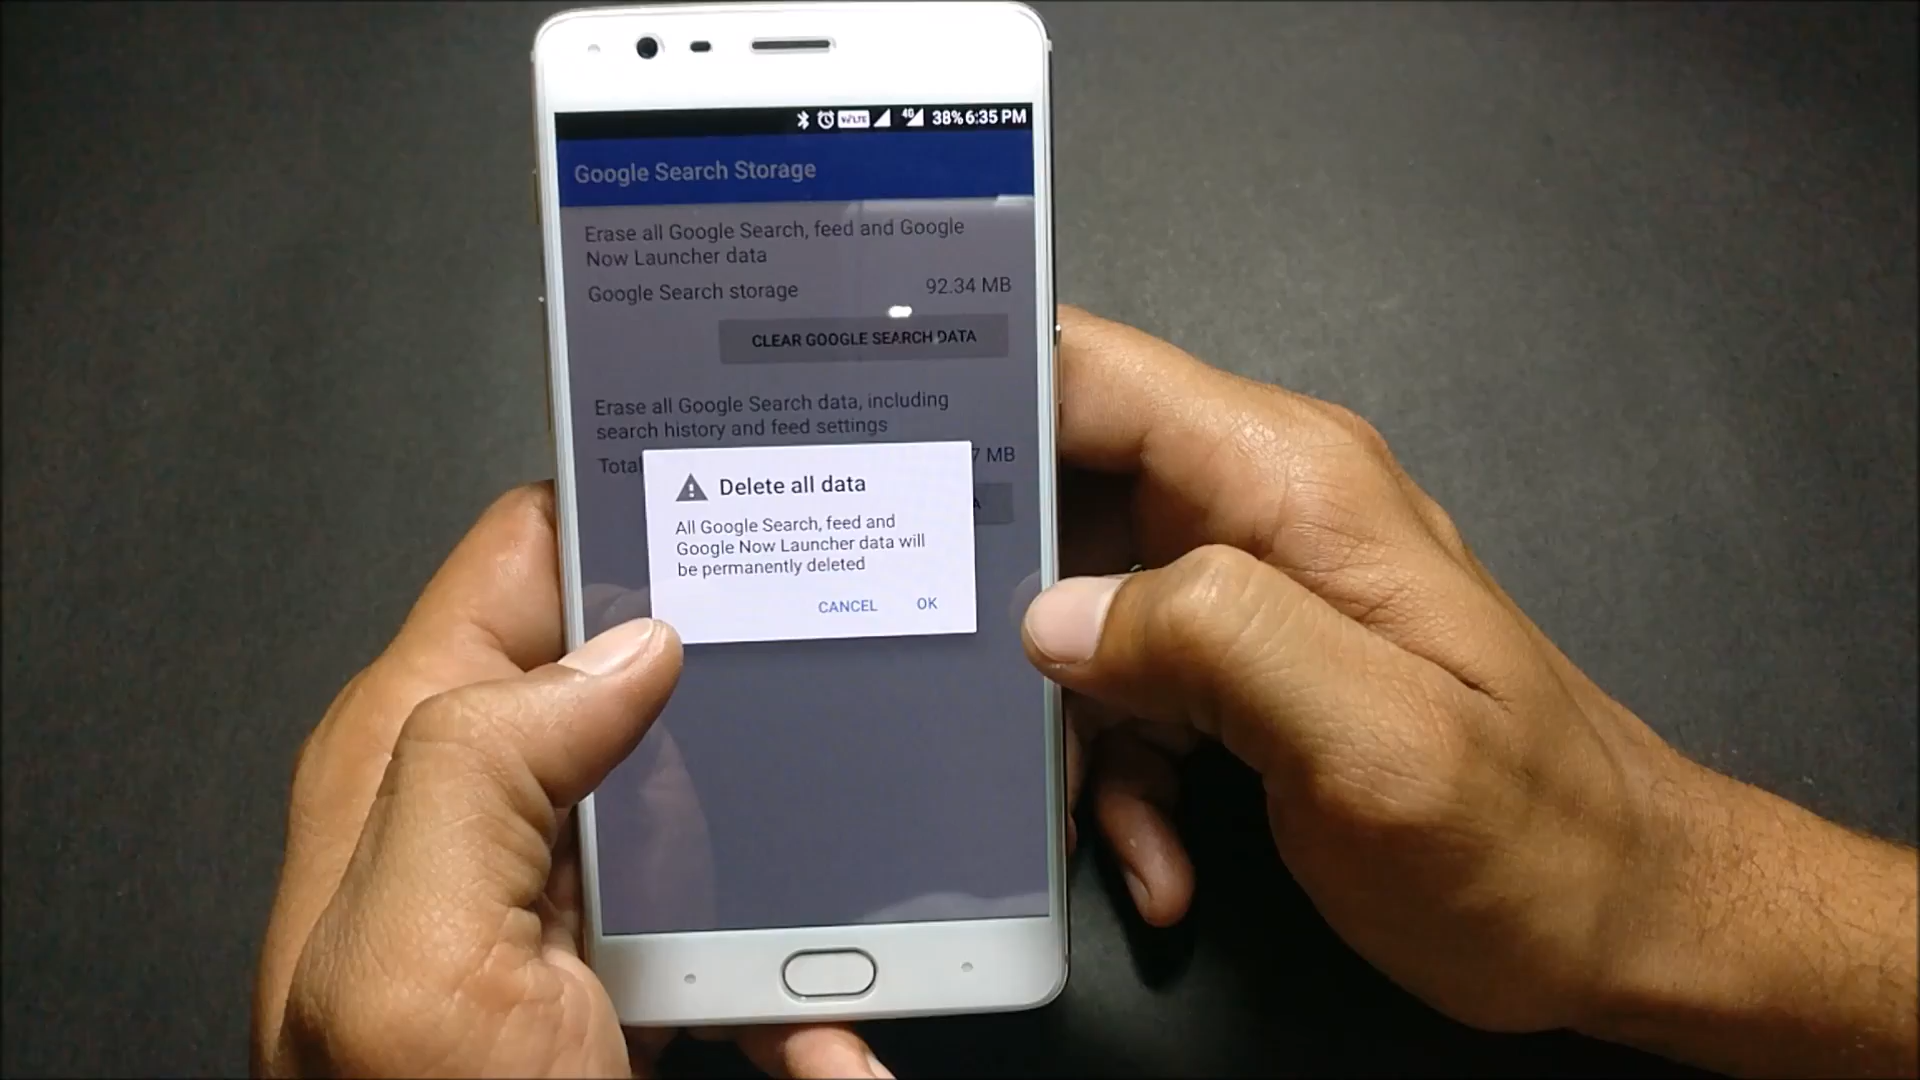 VoLTE 4G 38% 6:35 PM
Google Search Storage
Erase all Google Search, feed and Google
Now Launcher data
Google Search storage 92.34 MB
CLEAR GOOGLE SEARCH DATA
Erase all Google Search data, including
search history and feed settings
Total 7 MB
A
Delete all data
All Google Search, feed and
Google Now Launcher data will
be permanently deleted
CANCEL OK